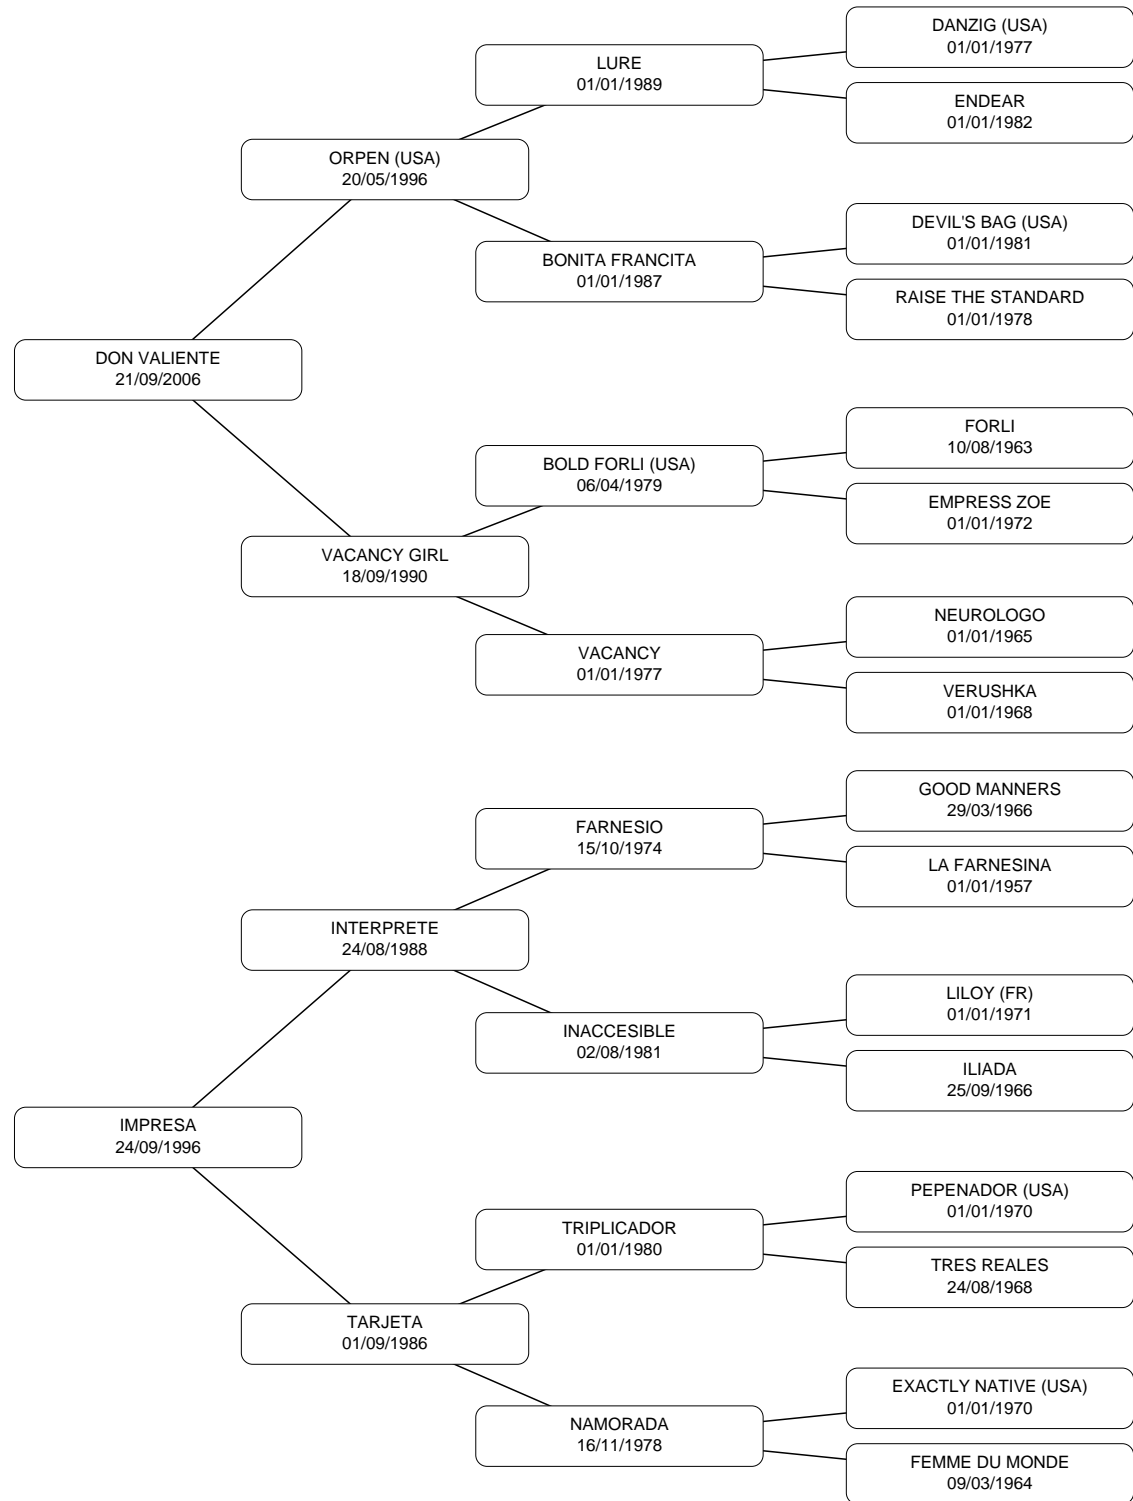 DANZIG (USA)
01/01/1977
LURE
01/01/1989
ENDEAR
01/01/1982
ORPEN (USA)
20/05/1996
DEVIL'S BAG (USA)
01/01/1981
BONITA FRANCITA
01/01/1987
RAISE THE STANDARD
01/01/1978
DON VALIENTE
21/09/2006
FORLI
10/08/1963
BOLD FORLI (USA)
06/04/1979
EMPRESS ZOE
01/01/1972
VACANCY GIRL
18/09/1990
NEUROLOGO
01/01/1965
VACANCY
01/01/1977
VERUSHKA
01/01/1968
GOOD MANNERS
29/03/1966
FARNESIO
15/10/1974
LA FARNESINA
01/01/1957
INTERPRETE
24/08/1988
LILOY (FR)
01/01/1971
INACCESIBLE
02/08/1981
ILIADA
25/09/1966
IMPRESA
24/09/1996
PEPENADOR (USA)
01/01/1970
TRIPLICADOR
01/01/1980
TRES REALES
24/08/1968
TARJETA
01/09/1986
EXACTLY NATIVE (USA)
01/01/1970
NAMORADA
16/11/1978
FEMME DU MONDE
09/03/1964